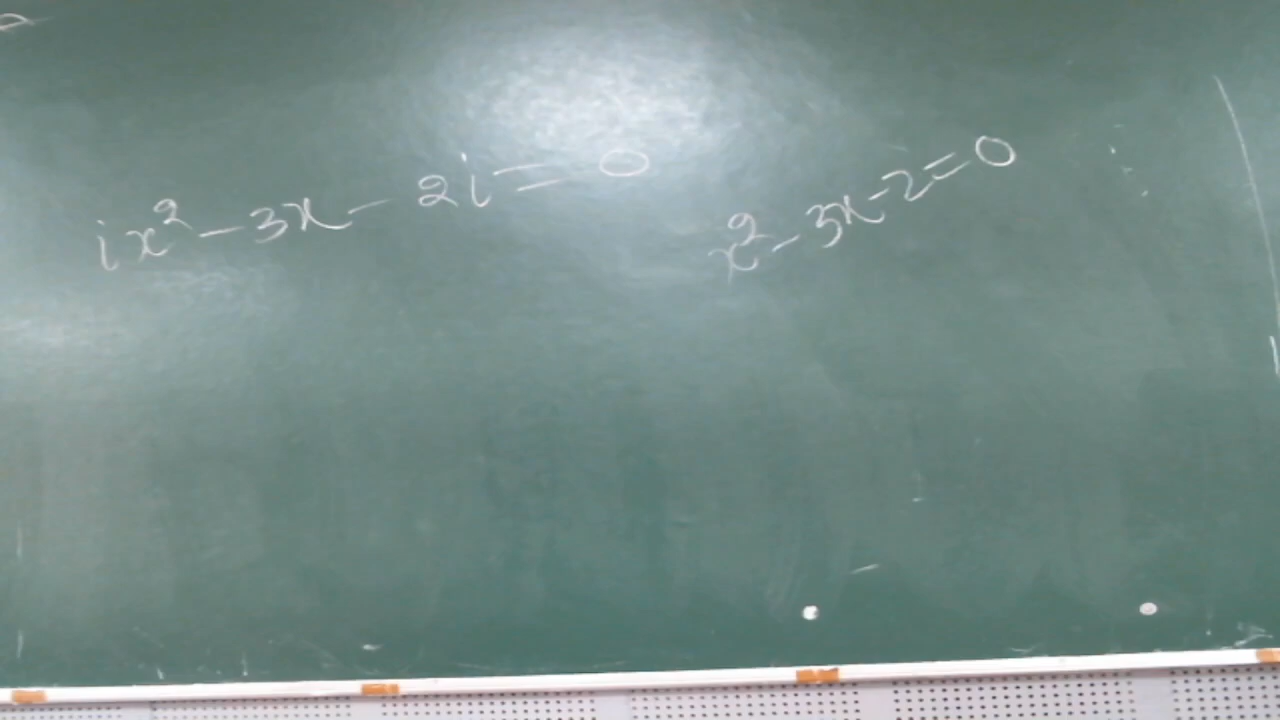 ix² - 3x - 2i = 0
x² - 3x - 2 = 0